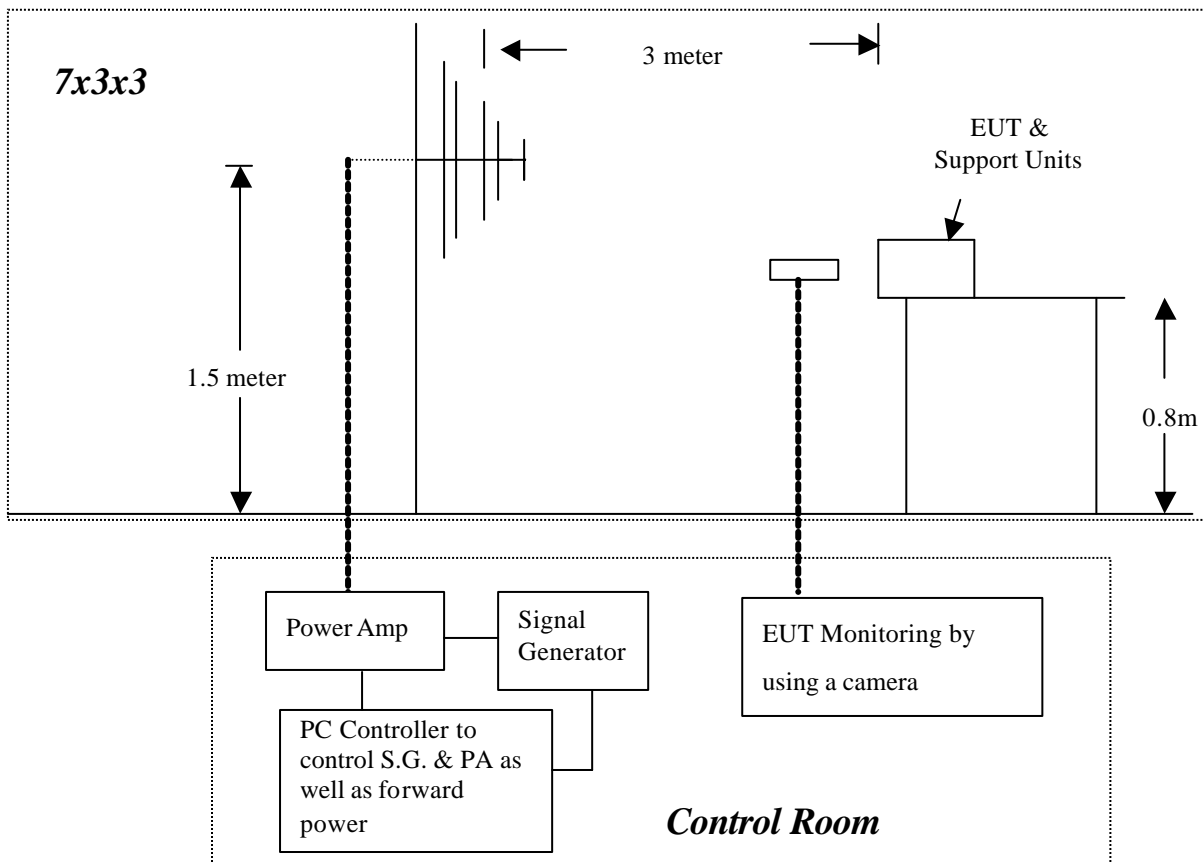 7x3x3
3 meter
EUT &
Support Units
1.5 meter
0.8m
Power Amp
Signal
Generator
EUT Monitoring by
using a camera
PC Controller to
control S.G. & PA as
well as forward
power
Control Room